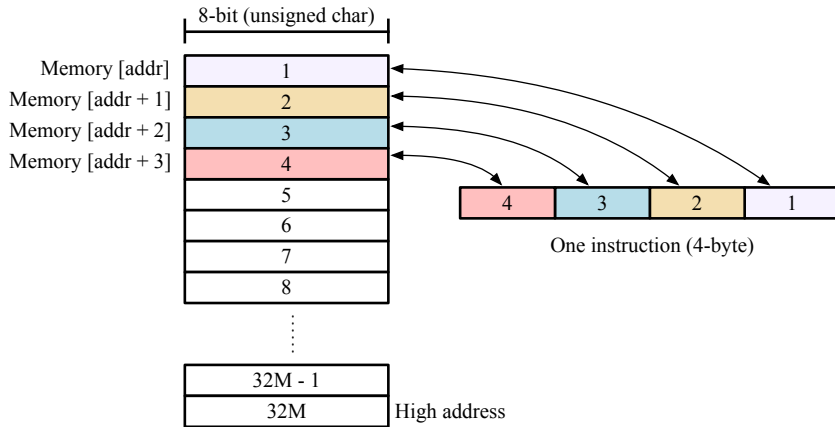 8-bit (unsigned char)
Memory [addr]
1
Memory [addr + 1]
2
Memory [addr + 2]
3
Memory [addr + 3]
4
5
6
7
8
4 3 2 1
One instruction (4-byte)
32M - 1
32M
High address